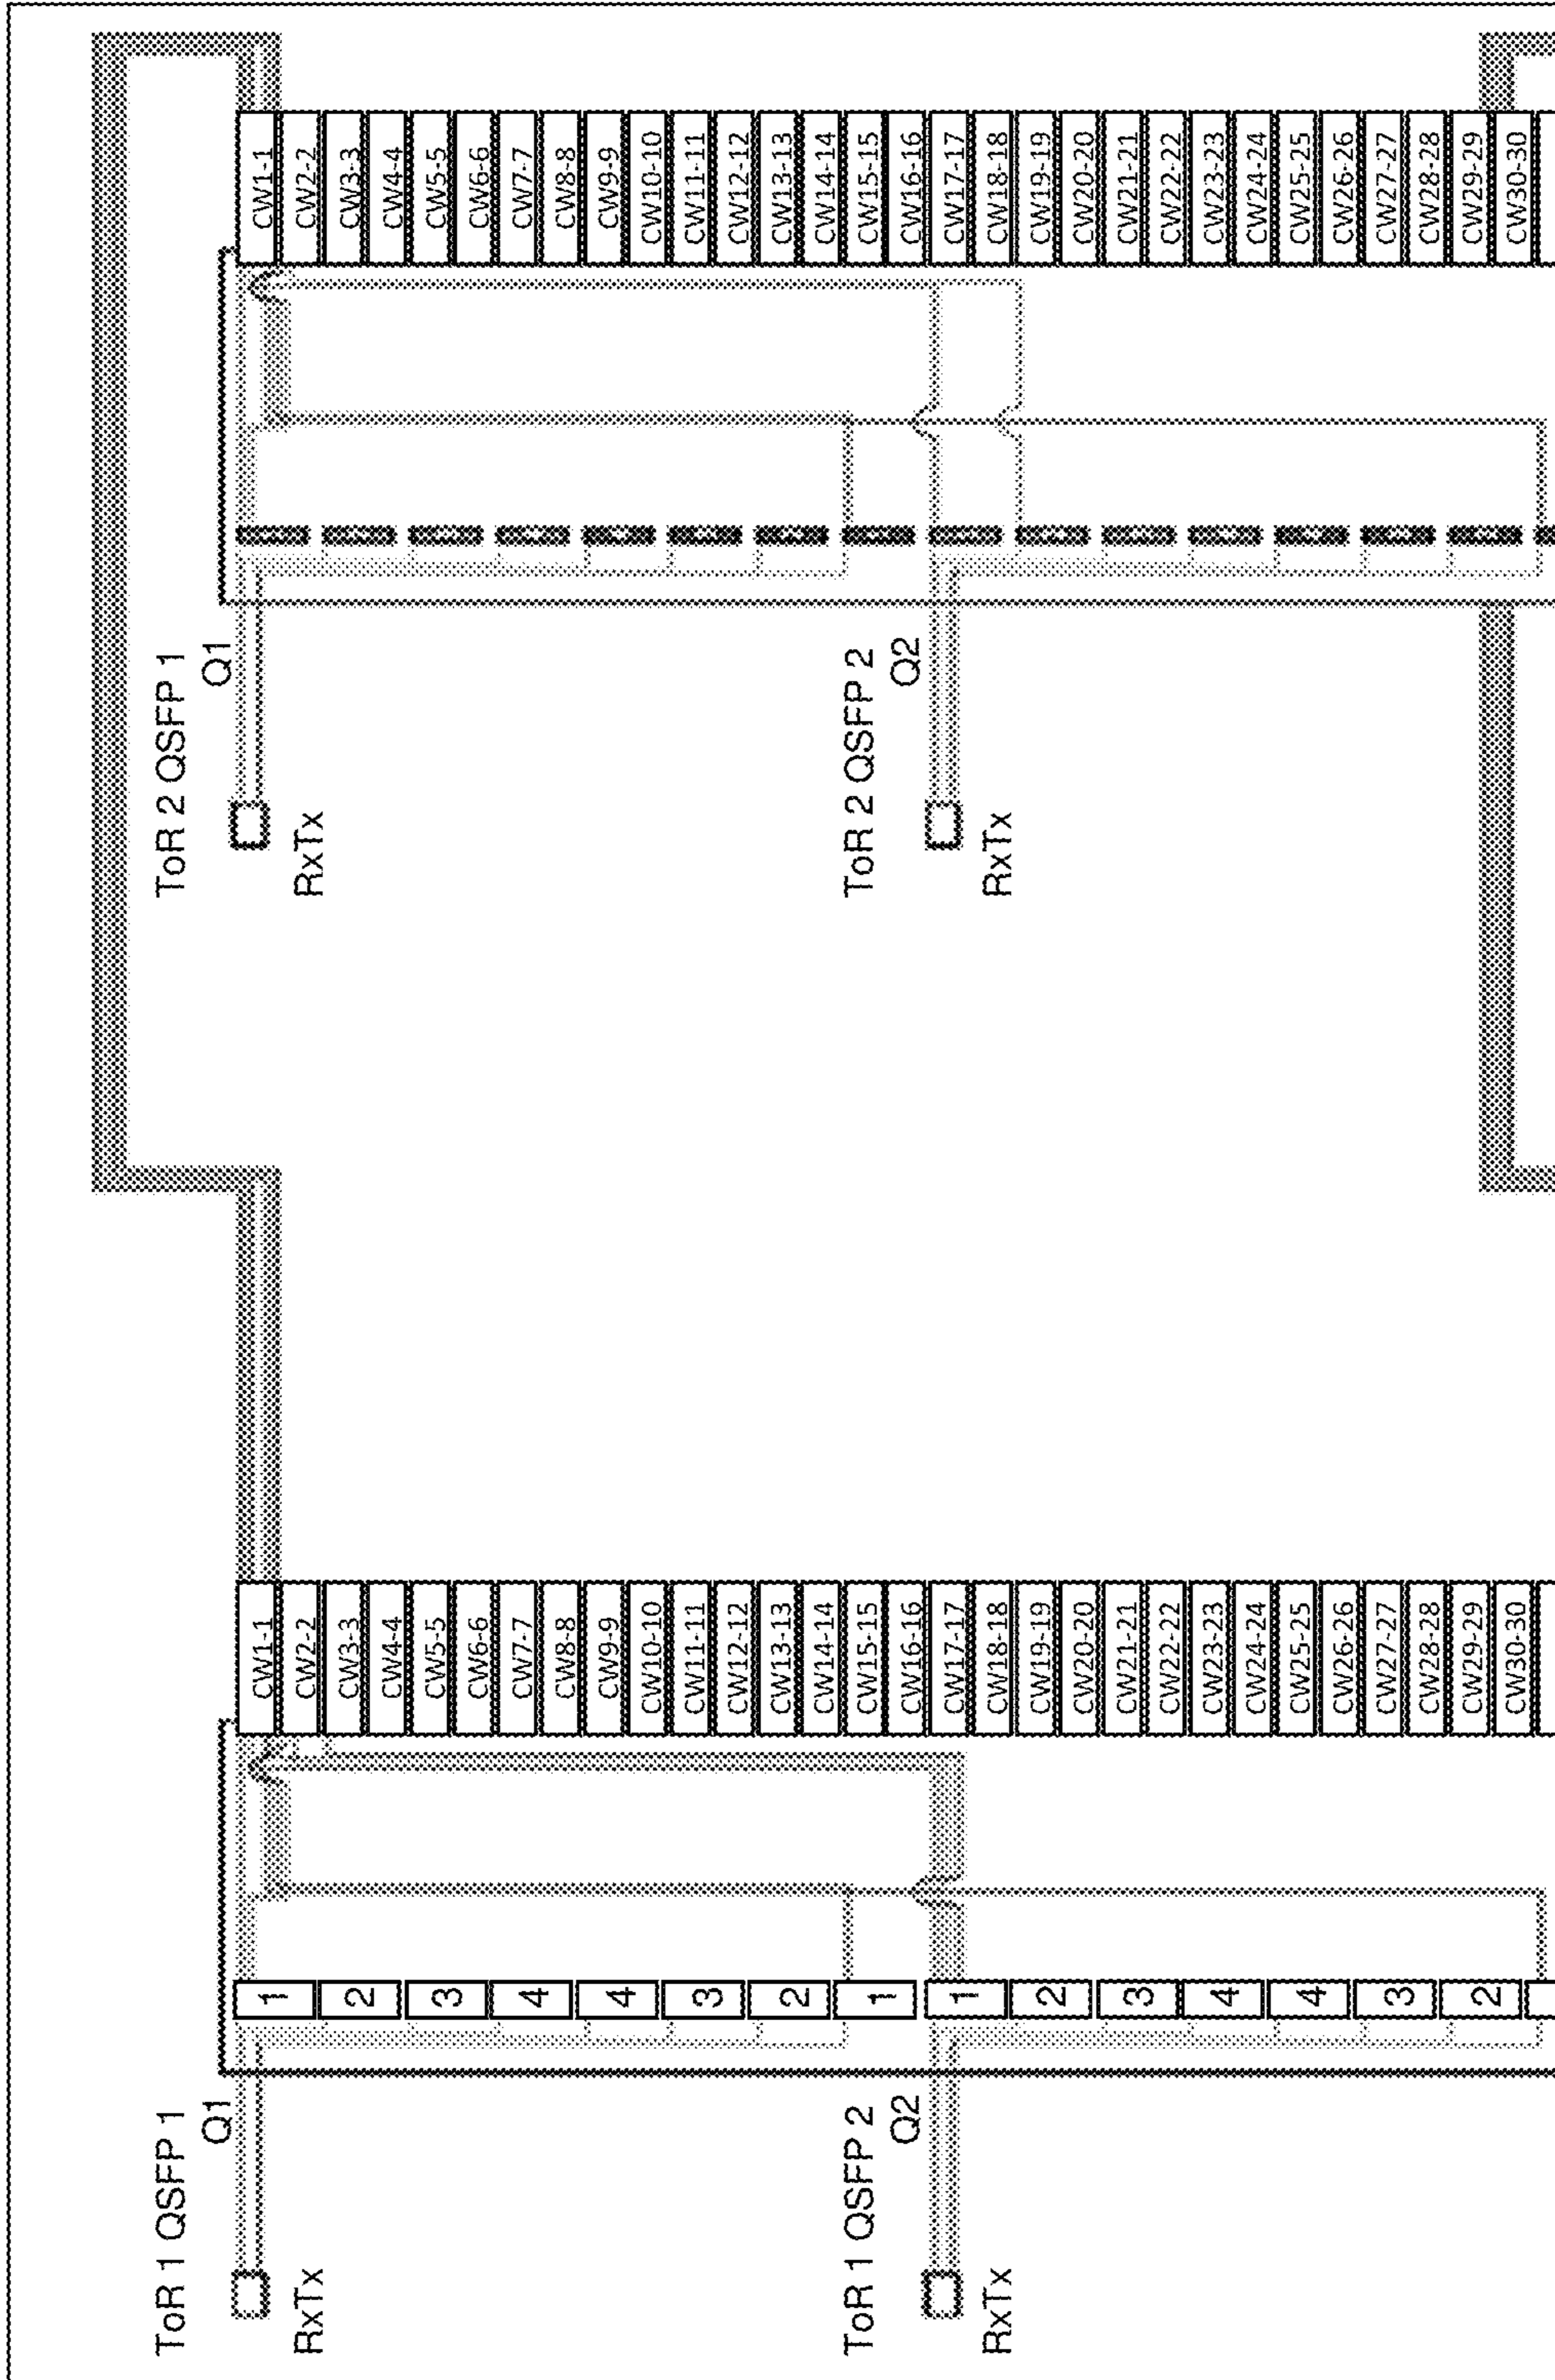 ToR 1 QSFP 1
Q1
RxTx
1
2
3
4
4
3
2
1
CW1-1
CW2-2
CW3-3
CW4-4
CW5-5
CW6-6
CW7-7
CW8-8
CW9-9
CW10-10
CW11-11
CW12-12
CW13-13
CW14-14
CW15-15
CW16-16
ToR 1 QSFP 2
Q2
RxTx
1
2
3
4
4
3
2
CW17-17
CW18-18
CW19-19
CW20-20
CW21-21
CW22-22
CW23-23
CW24-24
CW25-25
CW26-26
CW27-27
CW28-28
CW29-29
CW30-30
ToR 2 QSFP 1
Q1
RxTx
CW1-1
CW2-2
CW3-3
CW4-4
CW5-5
CW6-6
CW7-7
CW8-8
CW9-9
CW10-10
CW11-11
CW12-12
CW13-13
CW14-14
CW15-15
CW16-16
ToR 2 QSFP 2
Q2
RxTx
CW17-17
CW18-18
CW19-19
CW20-20
CW21-21
CW22-22
CW23-23
CW24-24
CW25-25
CW26-26
CW27-27
CW28-28
CW29-29
CW30-30